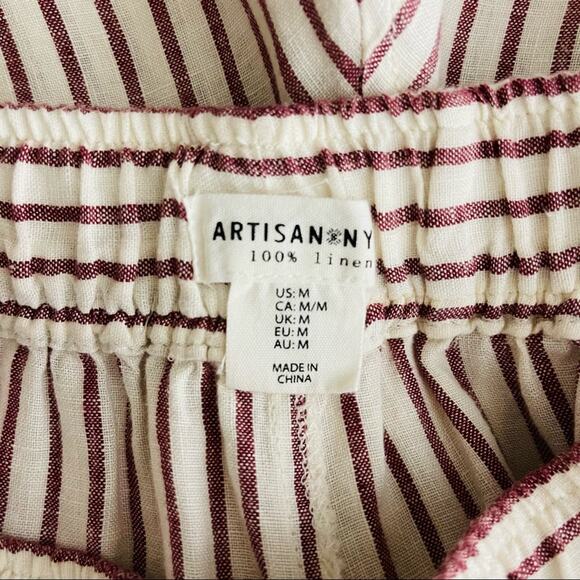 ARTISAN NY
100% linen
US: M
CA: M/M
UK: M
EU: M
AU: M
MADE IN
CHINA